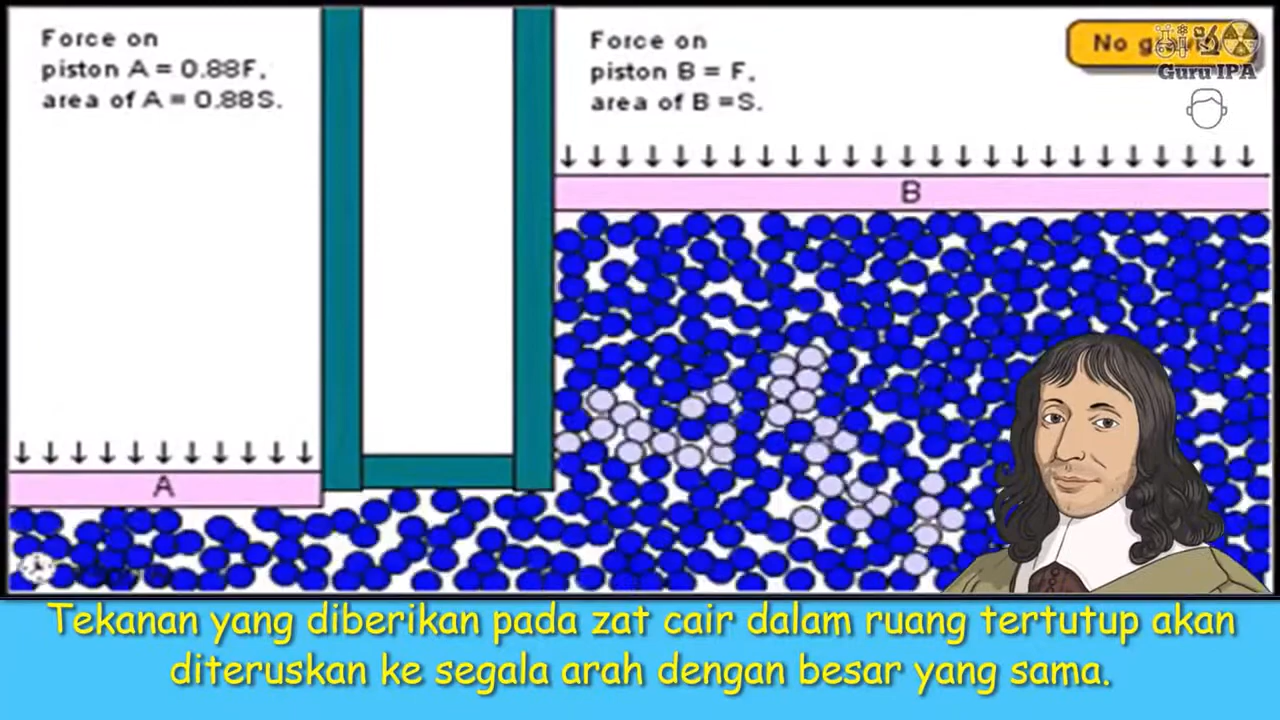 Force on
piston A = 0.88F,
area of A = 0.88S.
Force on
piston B = F,
area of B =S.
No
Guru IPA
B
A
Tekanan yang diberikan pada zat cair dalam ruang tertutup akan
diteruskan ke segala arah dengan besar yang sama.